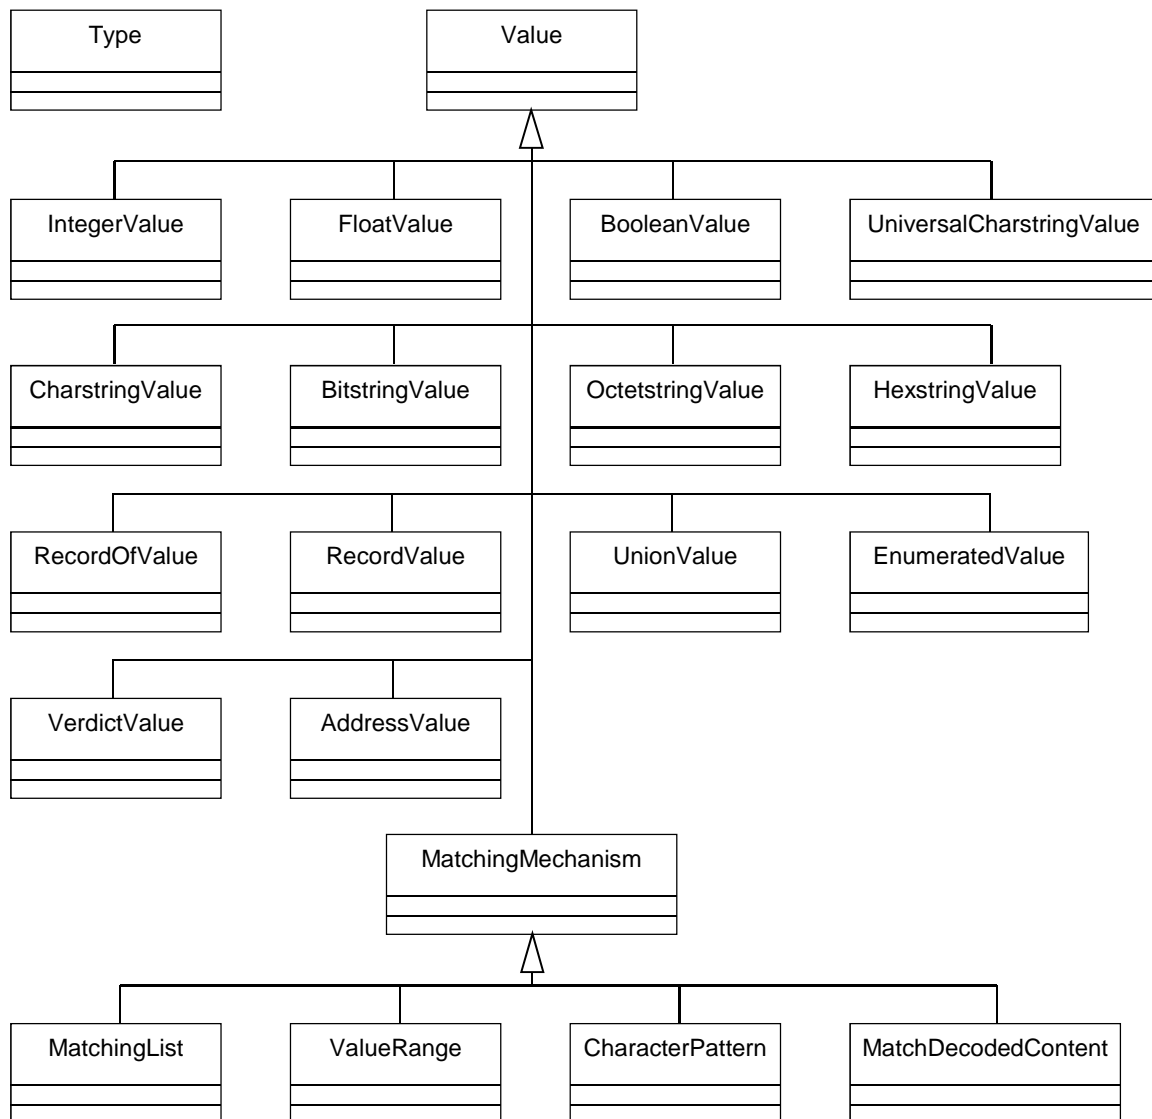 Type Value
IntegerValue FloatValue BooleanValue UniversalCharstringValue
CharstringValue BitstringValue OctetstringValue HexstringValue
RecordOfValue RecordValue UnionValue EnumeratedValue
VerdictValue AddressValue
MatchingMechanism
MatchingList ValueRange CharacterPattern MatchDecodedContent